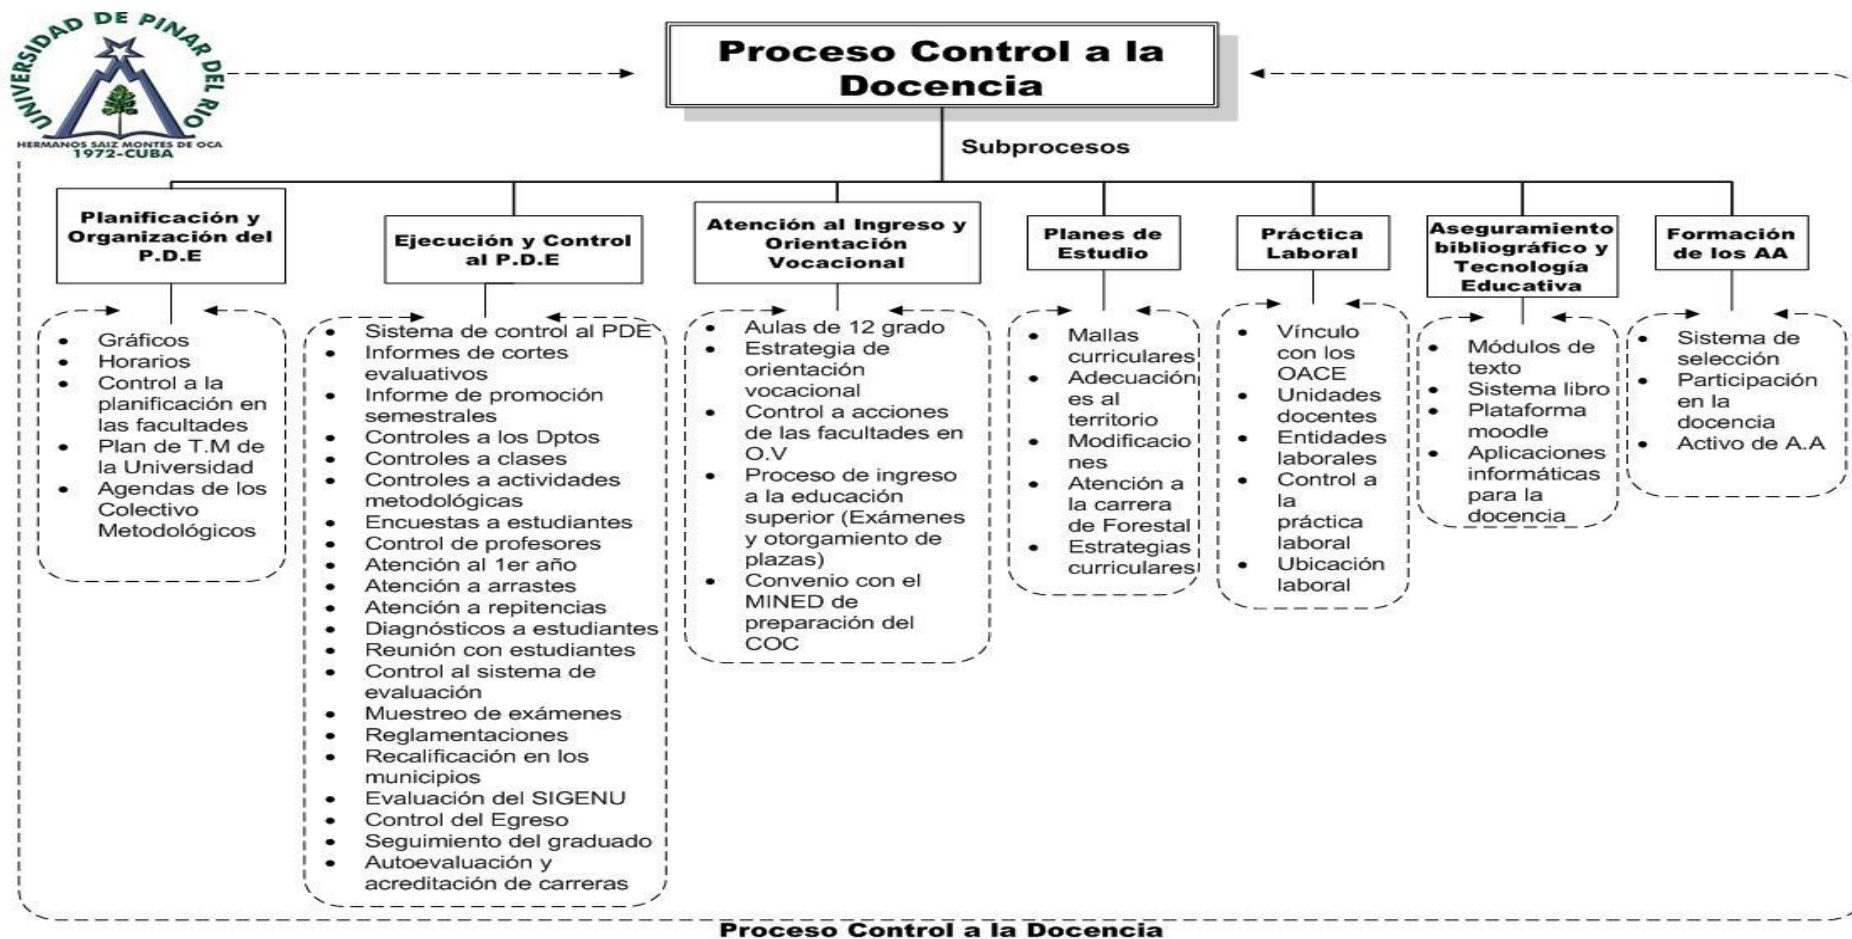 UNIVERSIDAD DE PINAR DEL RIO
HERMANOS SAIZ MONTES DE OCA
1972-CUBA
Proceso Control a la
Docencia
Subprocesos
Planificación y
Organización del
P.D.E
Gráficos
Horarios
Control a la
planificación en
las facultades
Plan de T.M de
la Universidad
Agendas de los
Colectivo
Metodológicos
Ejecución y Control
al P.D.E
Sistema de control al PDE
Informes de cortes
evaluativos
Informe de promoción
semestrales
Controles a los Dptos
Controles a clases
Controles a actividades
metodológicas
Encuestas a estudiantes
Control de profesores
Atención al 1er año
Atención a arrastes
Atención a repitencias
Diagnósticos a estudiantes
Reunión con estudiantes
Control al sistema de
evaluación
Muestreo de exámenes
Reglamentaciones
Recalificación en los
municipios
Evaluación del SIGENU
Control del Egreso
Seguimiento del graduado
Autoevaluación y
acreditación de carreras
Atención al Ingreso y
Orientación
Vocacional
Aulas de 12 grado
Estrategia de
orientación
vocacional
Control a acciones
de las facultades en
O.V
Proceso de ingreso
a la educación
superior (Exámenes
y otorgamiento de
plazas)
Convenio con el
MINED de
preparación del
COC
Planes de
Estudio
Mallas
curriculares
Adecuación
es al
territorio
Modificacio
nes
Atención a
la carrera
de Forestal
Estrategias
curriculares
Práctica
Laboral
Vínculo
con los
OACE
Unidades
docentes
Entidades
laborales
Control a
la
práctica
laboral
Ubicación
laboral
Aseguramiento
bibliográfico y
Tecnología
Educativa
Módulos de
texto
Sistema libro
Plataforma
moodle
Aplicaciones
informáticas
para la
docencia
Formación
de los AA
Sistema de
selección
Participación
en la
docencia
Activo de A.A
Proceso Control a la Docencia